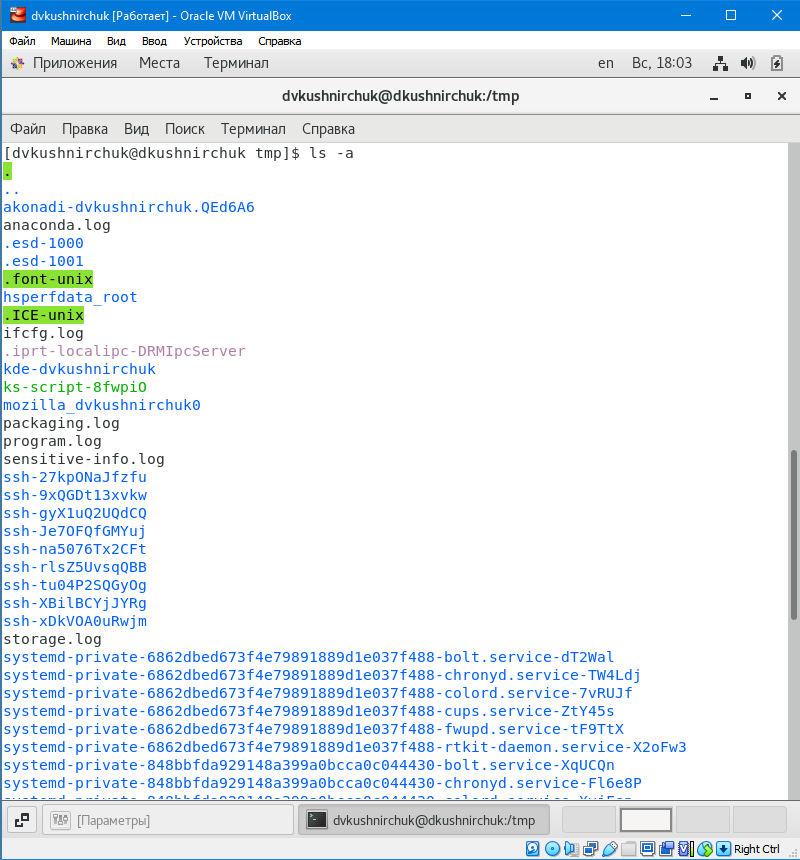 dvkushnirchuk [Работает] - Oracle VM VirtualBox
Файл Машина Вид Ввод Устройства Справка
Приложения Места Терминал en Вс, 18:03
dvkushnirchuk@dkushnirchuk:/tmp
Файл Правка Вид Поиск Терминал Справка
[dvkushnirchuk@dkushnirchuk tmp]$ ls -a
.
..
akonadi-dvkushnirchuk.QEd6A6
anaconda.log
.esd-1000
.esd-1001
.font-unix
hsperfdata_root
.ICE-unix
ifcfg.log
.iprt-localipc-DRMIpcServer
kde-dvkushnirchuk
ks-script-8fwpiO
mozilla_dvkushnirchuk0
packaging.log
program.log
sensitive-info.log
ssh-27kpONaJfzfu
ssh-9xQGDt13xvkw
ssh-gyX1uQ2UQdCQ
ssh-Je7OFQfGMYuj
ssh-na5076Tx2CFt
ssh-rlsZ5UvsqQBB
ssh-tu04P2SQGyOg
ssh-XBilBCYjJYRg
ssh-xDkVOA0uRwjm
storage.log
systemd-private-6862dbed673f4e79891889d1e037f488-bolt.service-dT2Wal
systemd-private-6862dbed673f4e79891889d1e037f488-chronyd.service-TW4Ldj
systemd-private-6862dbed673f4e79891889d1e037f488-colord.service-7vRUJf
systemd-private-6862dbed673f4e79891889d1e037f488-cups.service-ZtY45s
systemd-private-6862dbed673f4e79891889d1e037f488-fwupd.service-tF9TtX
systemd-private-6862dbed673f4e79891889d1e037f488-rtkit-daemon.service-X2oFw3
systemd-private-848bbfda929148a399a0bcca0c044430-bolt.service-XqUCQn
systemd-private-848bbfda929148a399a0bcca0c044430-chronyd.service-Fl6e8P
[Параметры] dvkushnirchuk@dkushnirchuk:/tmp
Right Ctrl